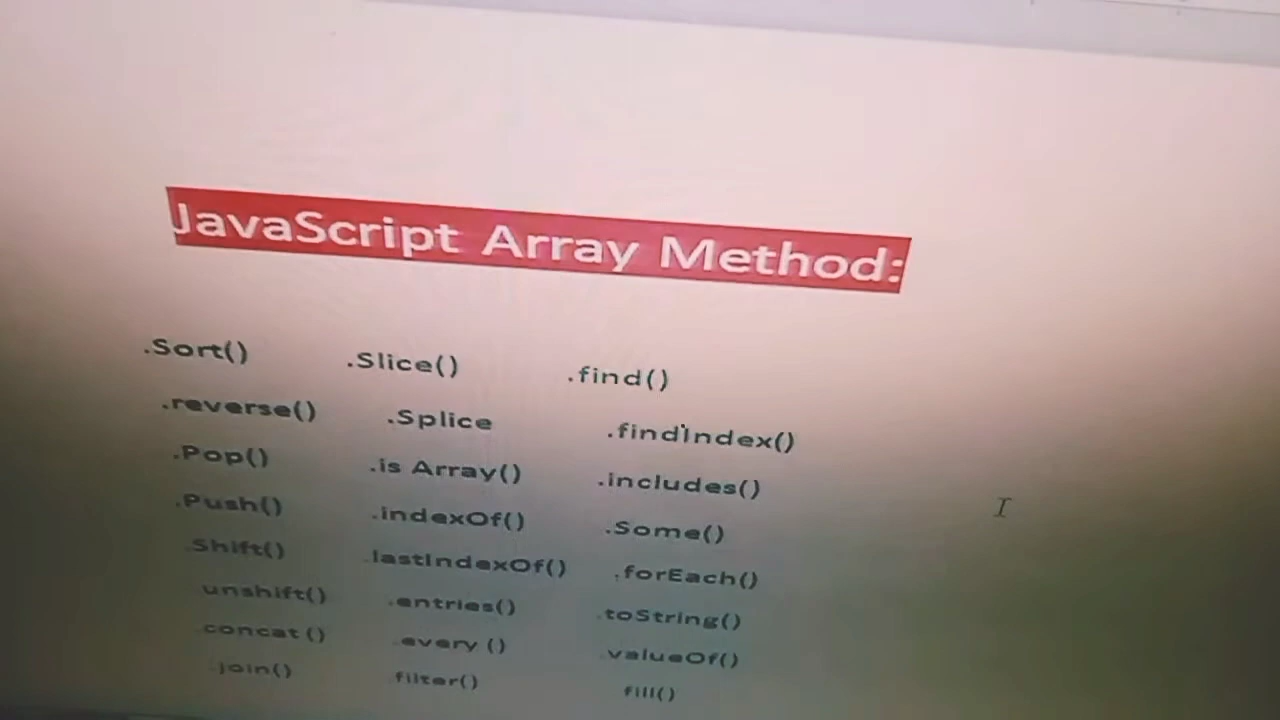 JavaScript Array Method:
.Sort() .Slice() .find()
.reverse() .Splice .findIndex()
.Pop() .is Array() .includes()
.Push() .indexOf() .Some()
.Shift() .lastIndexOf() .forEach()
unshift() .entries() .toString()
.concat () .every () .valueOf()
.join() filter() fill()